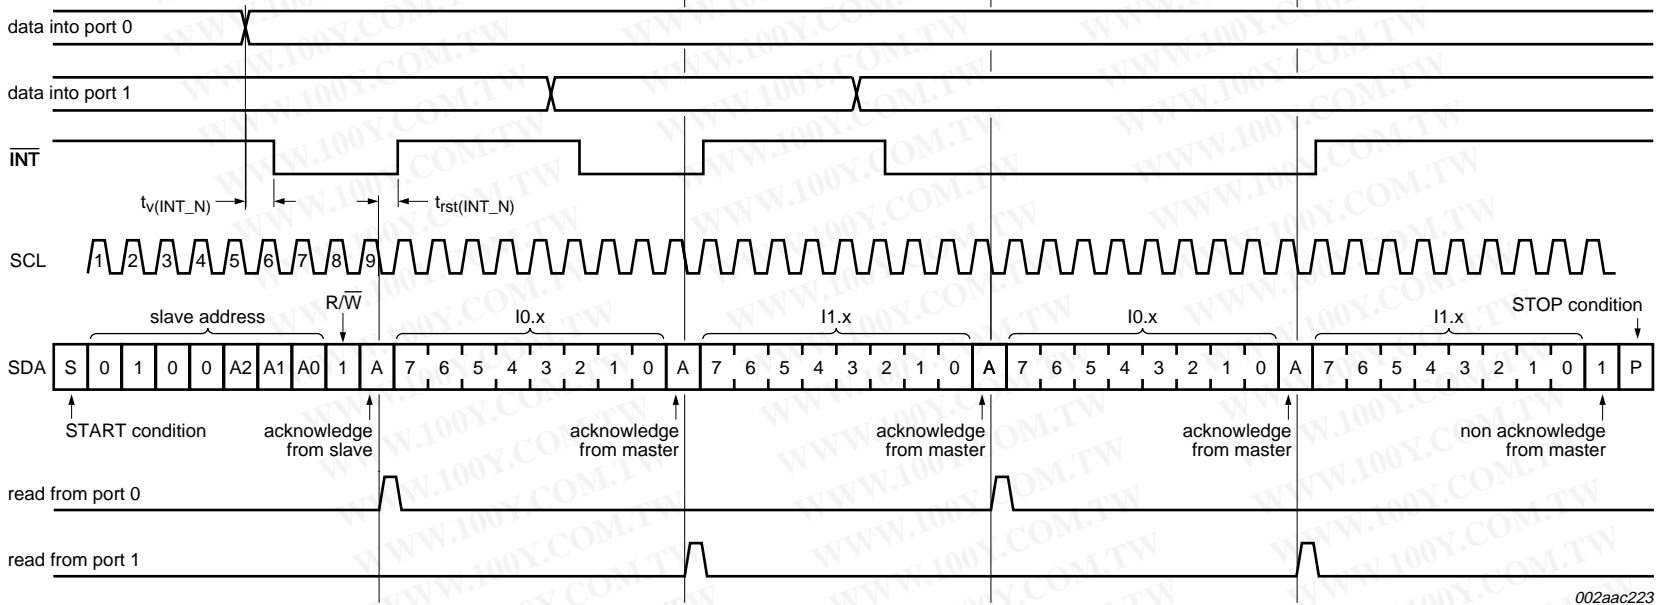 data into port 0
data into port 1
INT
tv(INT_N)
trst(INT_N)
SCL
1 2 3 4 5 6 7 8 9
R/W
STOP condition
slave address I0.x I1.x I0.x I1.x
SDA S 0 1 0 0 A2 A1 A0 1 A 7 6 5 4 3 2 1 0 A 7 6 5 4 3 2 1 0 A 7 6 5 4 3 2 1 0 A 7 6 5 4 3 2 1 0 1 P
START condition acknowledge acknowledge acknowledge acknowledge non acknowledge
from slave from master from master from master from master
read from port 0
read from port 1
002aac223
WWW.100Y.COM.TW